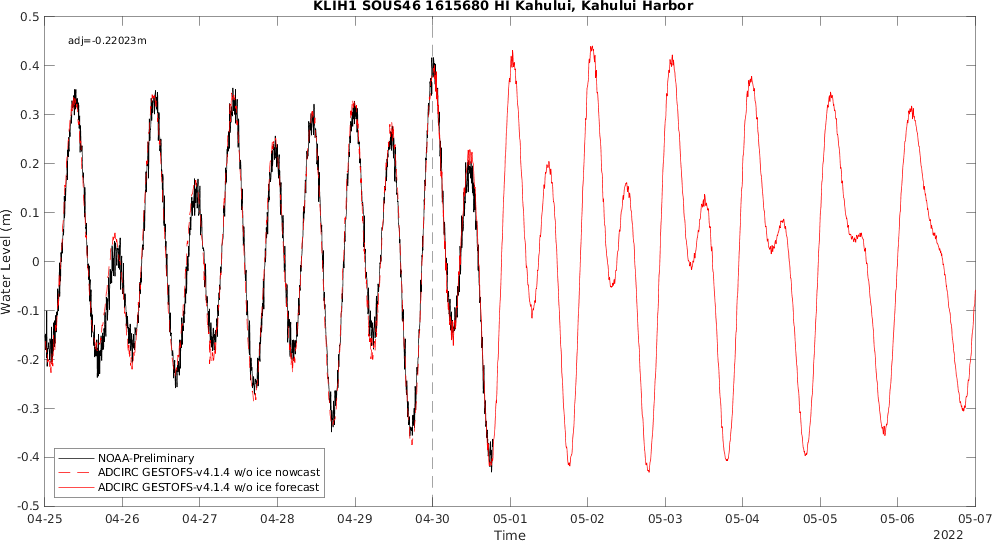 KLIH1 SOUS46 1615680 HI Kahului, Kahului Harbor
adj=-0.22023m
Water Level (m)
0.5
0.4
0.3
0.2
0.1
0
-0.1
-0.2
-0.3
-0.4
-0.5
NOAA-Preliminary
ADCIRC GESTOFS-v4.1.4 w/o ice nowcast
ADCIRC GESTOFS-v4.1.4 w/o ice forecast
04-25 04-26 04-27 04-28 04-29 04-30 05-01 05-02 05-03 05-04 05-05 05-06 05-07
Time
2022